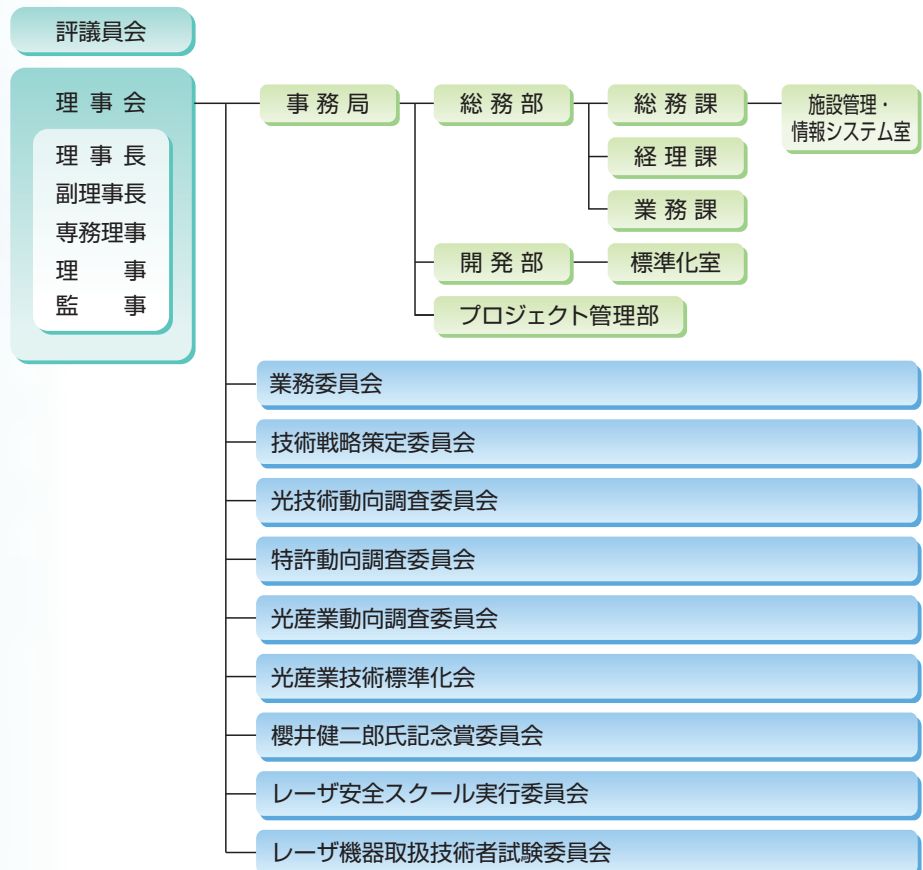 評議員会
理事会
理事長
副理事長
専務理事
理事
監事
事務局
総務部
総務課
施設管理・
情報システム室
経理課
業務課
開発部
標準化室
プロジェクト管理部
業務委員会
技術戦略策定委員会
光技術動向調査委員会
特許動向調査委員会
光産業動向調査委員会
光産業技術標準化会
櫻井健二郎氏記念賞委員会
レーザ安全スクール実行委員会
レーザ機器取扱技術者試験委員会